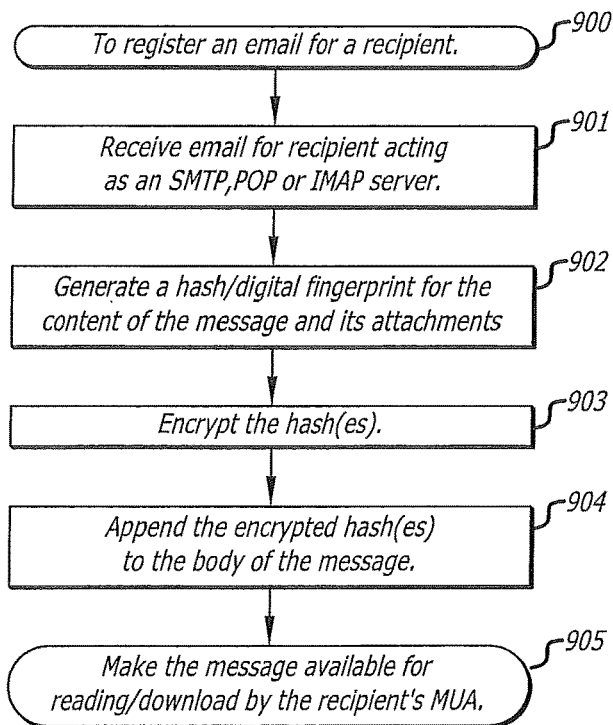 900
To register an email for a recipient.
901
Receive email for recipient acting
as an SMTP,POP or IMAP server.
902
Generate a hash/digital fingerprint for the
content of the message and its attachments
903
Encrypt the hash(es).
904
Append the encrypted hash(es)
to the body of the message.
905
Make the message available for
reading/download by the recipient's MUA.